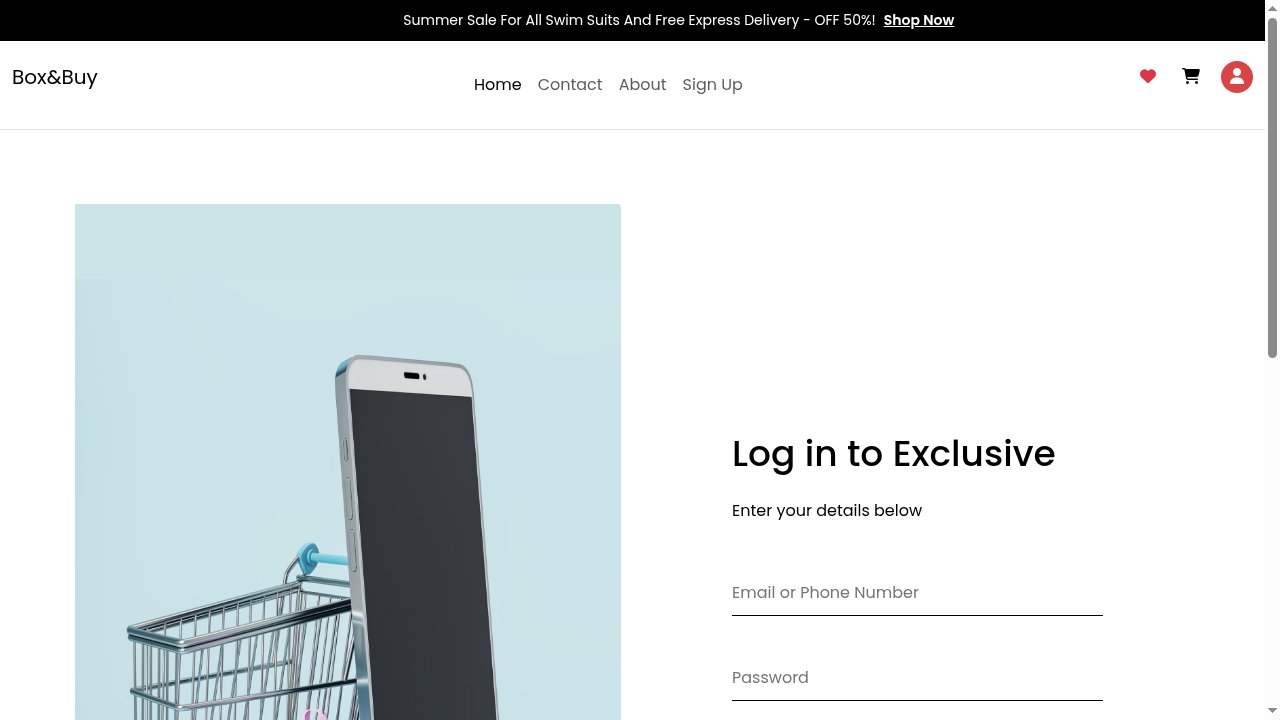 Summer Sale For All Swim Suits And Free Express Delivery - OFF 50%! Shop Now
Box&Buy
Home Contact About Sign Up
Log in to Exclusive
Enter your details below
Email or Phone Number
Password